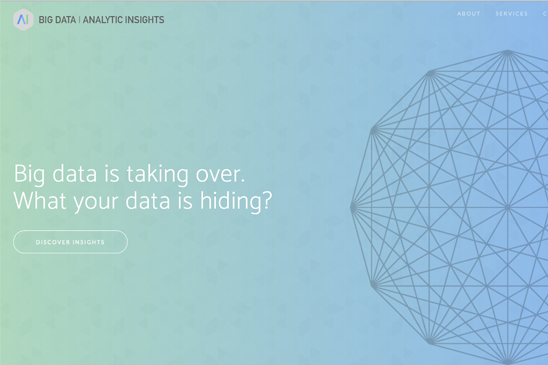 AI BIG DATA | ANALYTIC INSIGHTS
ABOUT SERVICES C
Big data is taking over.
What your data is hiding?
DISCOVER INSIGHTS